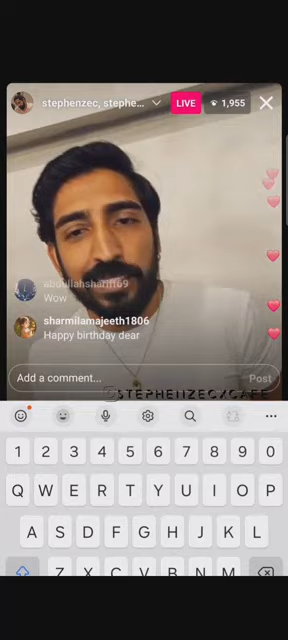 stephenzec, stephe...
LIVE
1,955
abdullahshariff69
Wow
sharmilamajeeth1806
Happy birthday dear
Add a comment...
Post
@STEPHENZECXCAFE
1 2 3 4 5 6 7 8 9 0
Q W E R T Y U I O P
A S D F G H J K L
Z X C V B N M